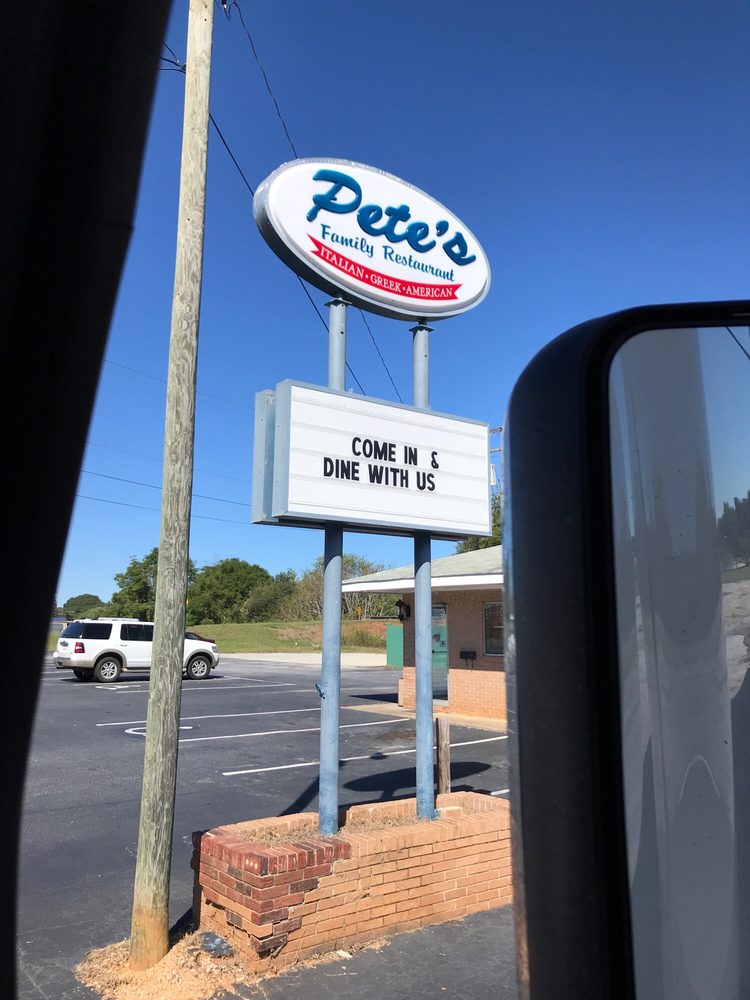 Pete's
Family Restaurant
ITALIAN • GREEK • AMERICAN
COME IN &
DINE WITH US